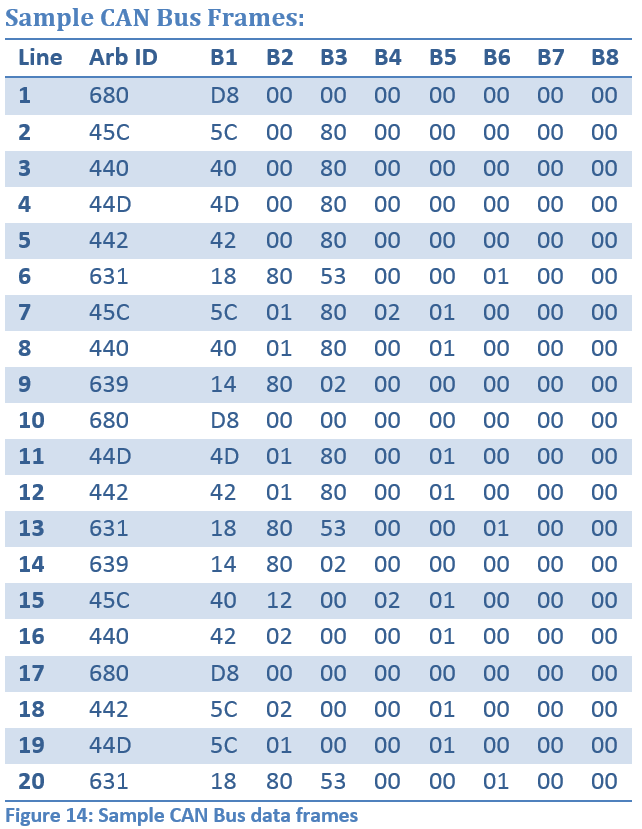 Sample CAN Bus Frames:
Line Arb ID B1 B2 B3 B4 B5 B6 B7 B8
1 680 D8 00 00 00 00 00 00 00
2 45C 5C 00 80 00 00 00 00 00
3 440 40 00 80 00 00 00 00 00
4 44D 4D 00 80 00 00 00 00 00
5 442 42 00 80 00 00 00 00 00
6 631 18 80 53 00 00 01 00 00
7 45C 5C 01 80 02 01 00 00 00
8 440 40 01 80 00 01 00 00 00
9 639 14 80 02 00 00 00 00 00
10 680 D8 00 00 00 00 00 00 00
11 44D 4D 01 80 00 01 00 00 00
12 442 42 01 80 00 01 00 00 00
13 631 18 80 53 00 00 01 00 00
14 639 14 80 02 00 00 00 00 00
15 45C 40 12 00 02 01 00 00 00
16 440 42 02 00 00 01 00 00 00
17 680 D8 00 00 00 00 00 00 00
18 442 5C 02 00 00 01 00 00 00
19 44D 5C 01 00 00 01 00 00 00
20 631 18 80 53 00 00 01 00 00
Figure 14: Sample CAN Bus data frames